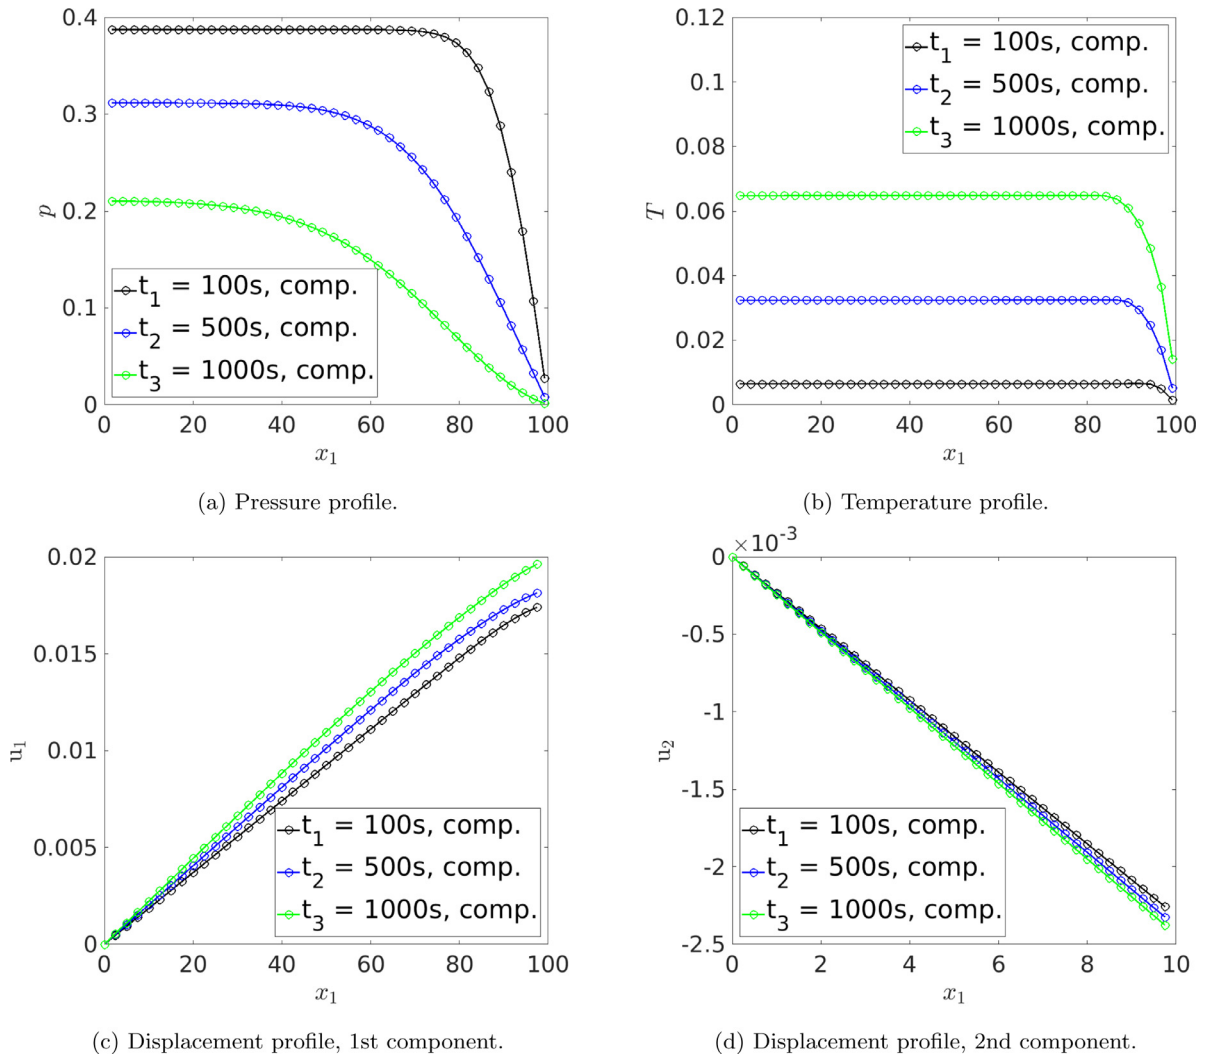 0.4
0.3
0.2
0.1
0
p
t1 = 100s, comp.
t2 = 500s, comp.
t3 = 1000s, comp.
0 20 40 60 80 100
x1
(a) Pressure profile.
0.12
0.1
0.08
0.06
0.04
0.02
0
T
t1 = 100s, comp.
t2 = 500s, comp.
t3 = 1000s, comp.
0 20 40 60 80 100
x1
(b) Temperature profile.
0.02
0.015
0.01
0.005
0
u1
t1 = 100s, comp.
t2 = 500s, comp.
t3 = 1000s, comp.
0 20 40 60 80 100
x1
(c) Displacement profile, 1st component.
×10-3
0
-0.5
-1
-1.5
-2
-2.5
u2
t1 = 100s, comp.
t2 = 500s, comp.
t3 = 1000s, comp.
0 2 4 6 8 10
x1
(d) Displacement profile, 2nd component.